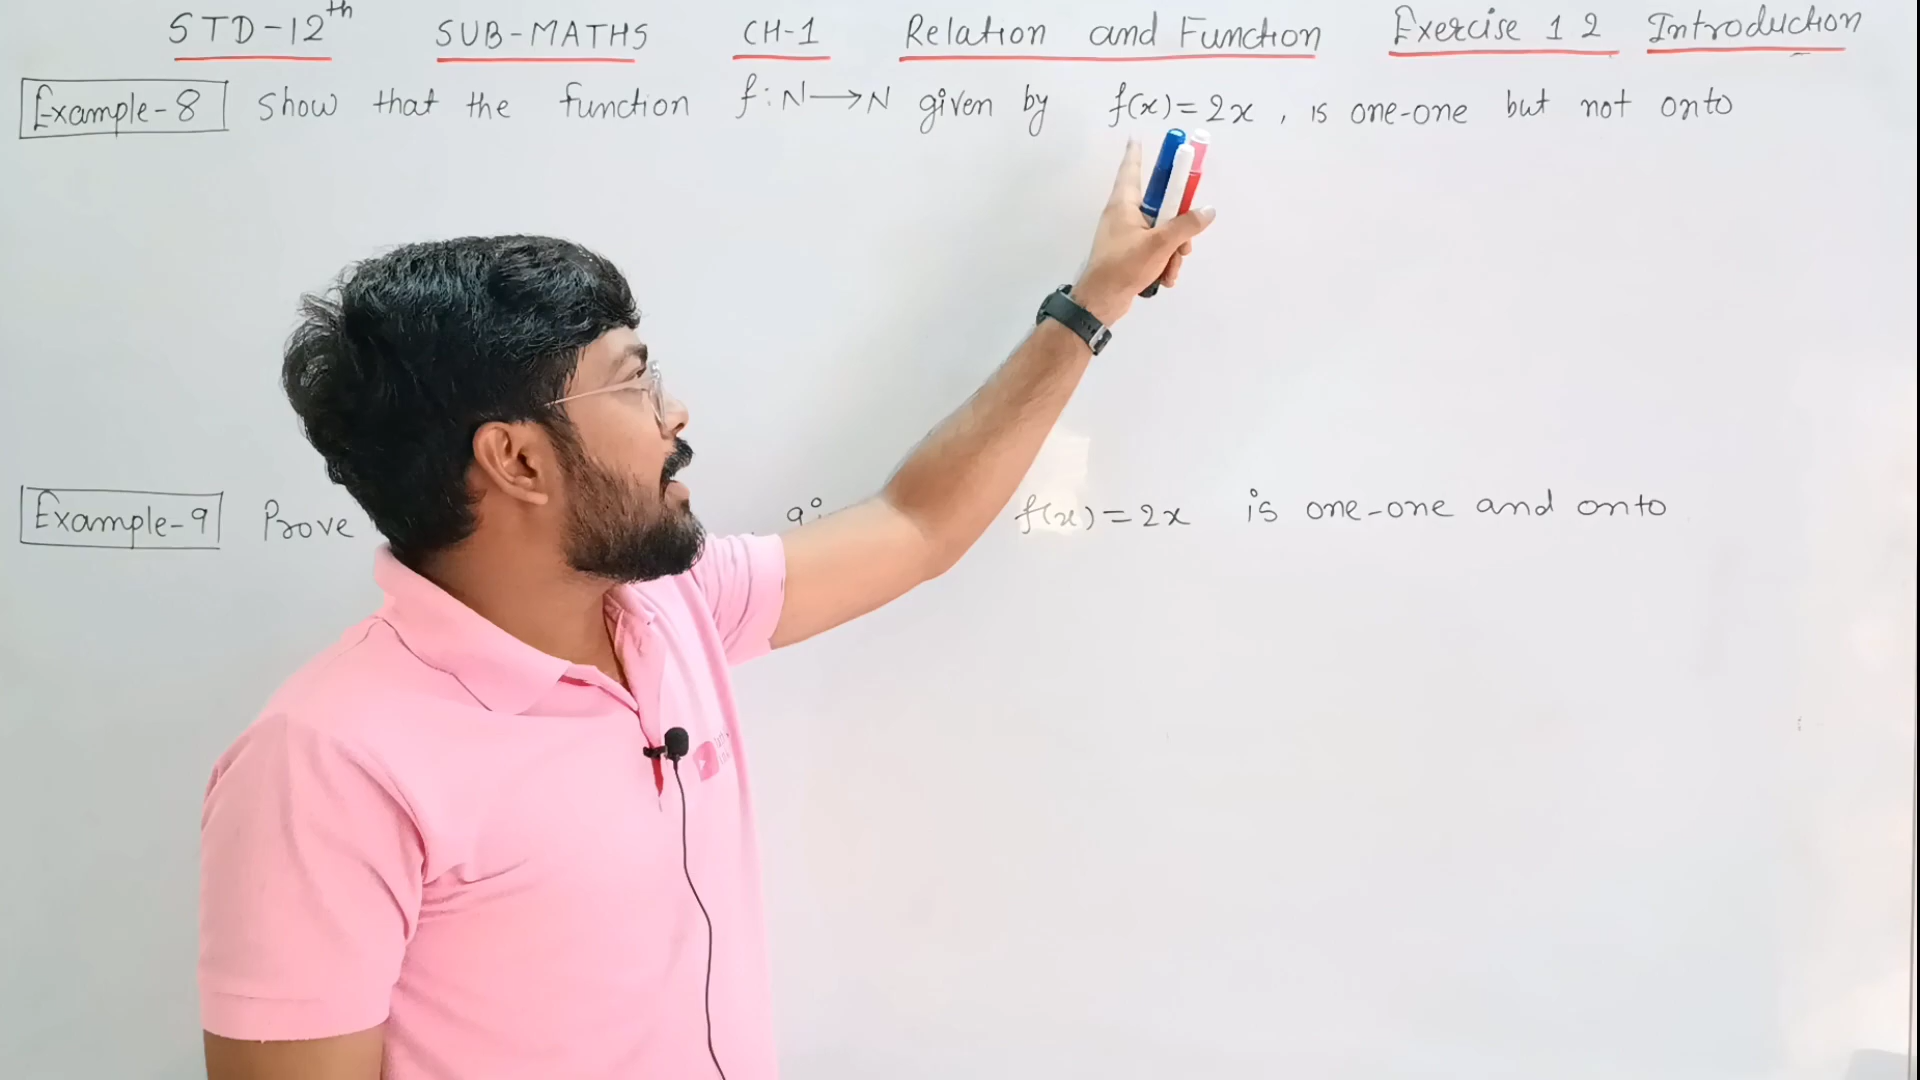 STD-12th SUB-MATHS CH-1 Relation and Function Exercise 1 2 Introduction
Example-8 Show that the function f:N→N given by f(x)=2x, is one-one but not onto
Example-9 Prove f(x)=2x is one-one and onto